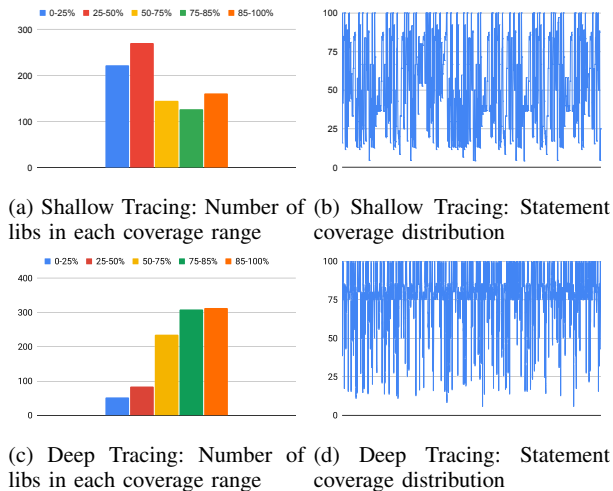 0-25% 25-50% 50-75% 75-85% 85-100%
300
200
100
0
100
75
50
25
0
(a) Shallow Tracing: Number of
libs in each coverage range
(b) Shallow Tracing: Statement
coverage distribution
0-25% 25-50% 50-75% 75-85% 85-100%
400
300
200
100
0
100
75
50
25
0
(c) Deep Tracing: Number of
libs in each coverage range
(d) Deep Tracing: Statement
coverage distribution